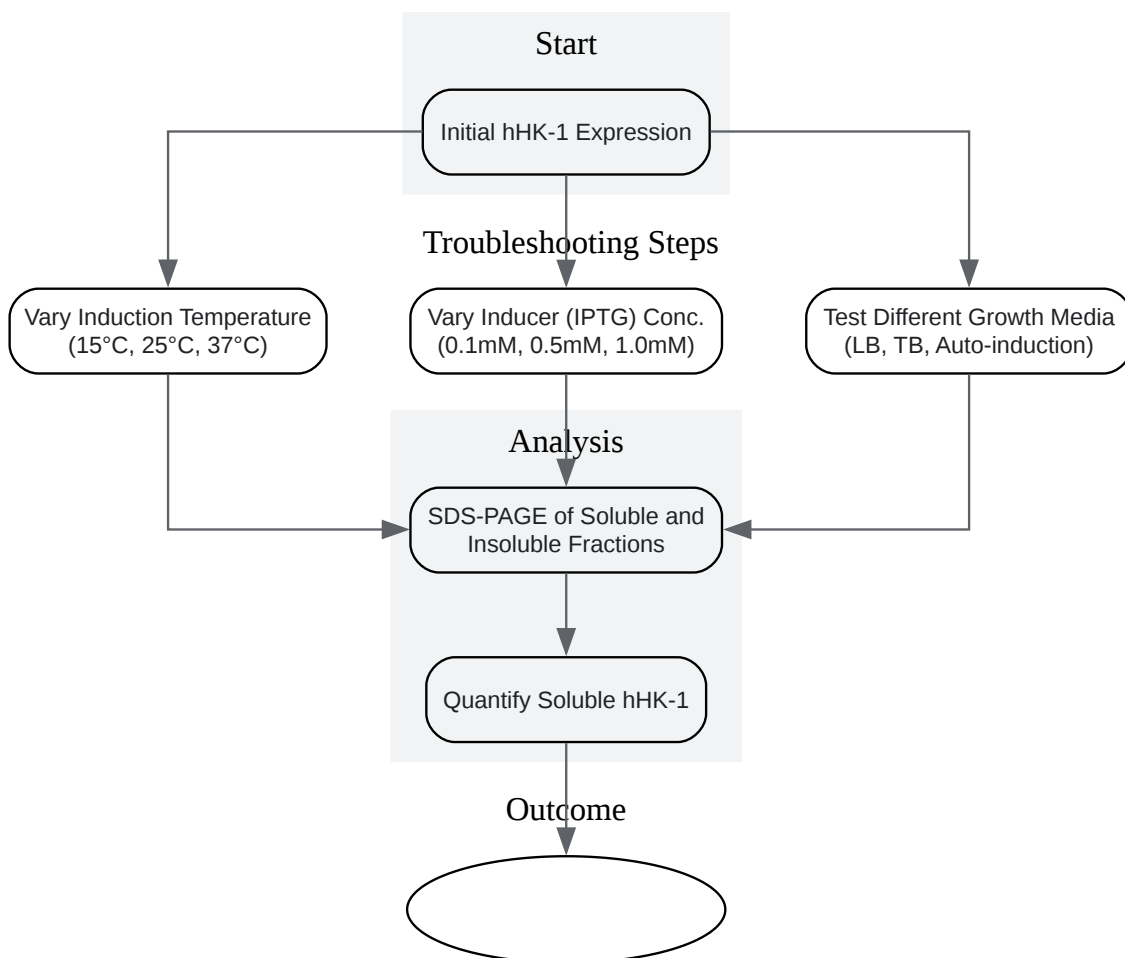 Start
Initial hHK-1 Expression
Troubleshooting Steps
Vary Induction Temperature
(15°C, 25°C, 37°C)
Vary Inducer (IPTG) Conc.
(0.1mM, 0.5mM, 1.0mM)
Test Different Growth Media
(LB, TB, Auto-induction)
Analysis
SDS-PAGE of Soluble and
Insoluble Fractions
Quantify Soluble hHK-1
Outcome